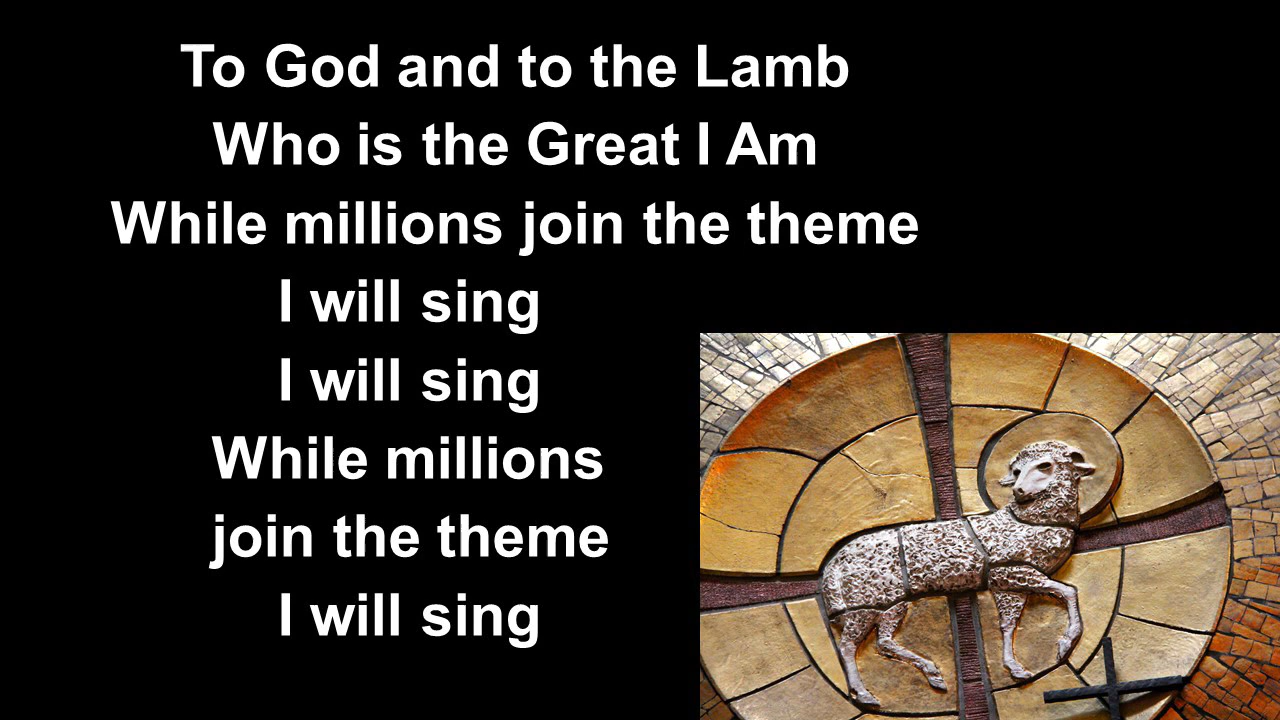 To God and to the Lamb
Who is the Great I Am
While millions join the theme
I will sing
I will sing
While millions
join the theme
I will sing